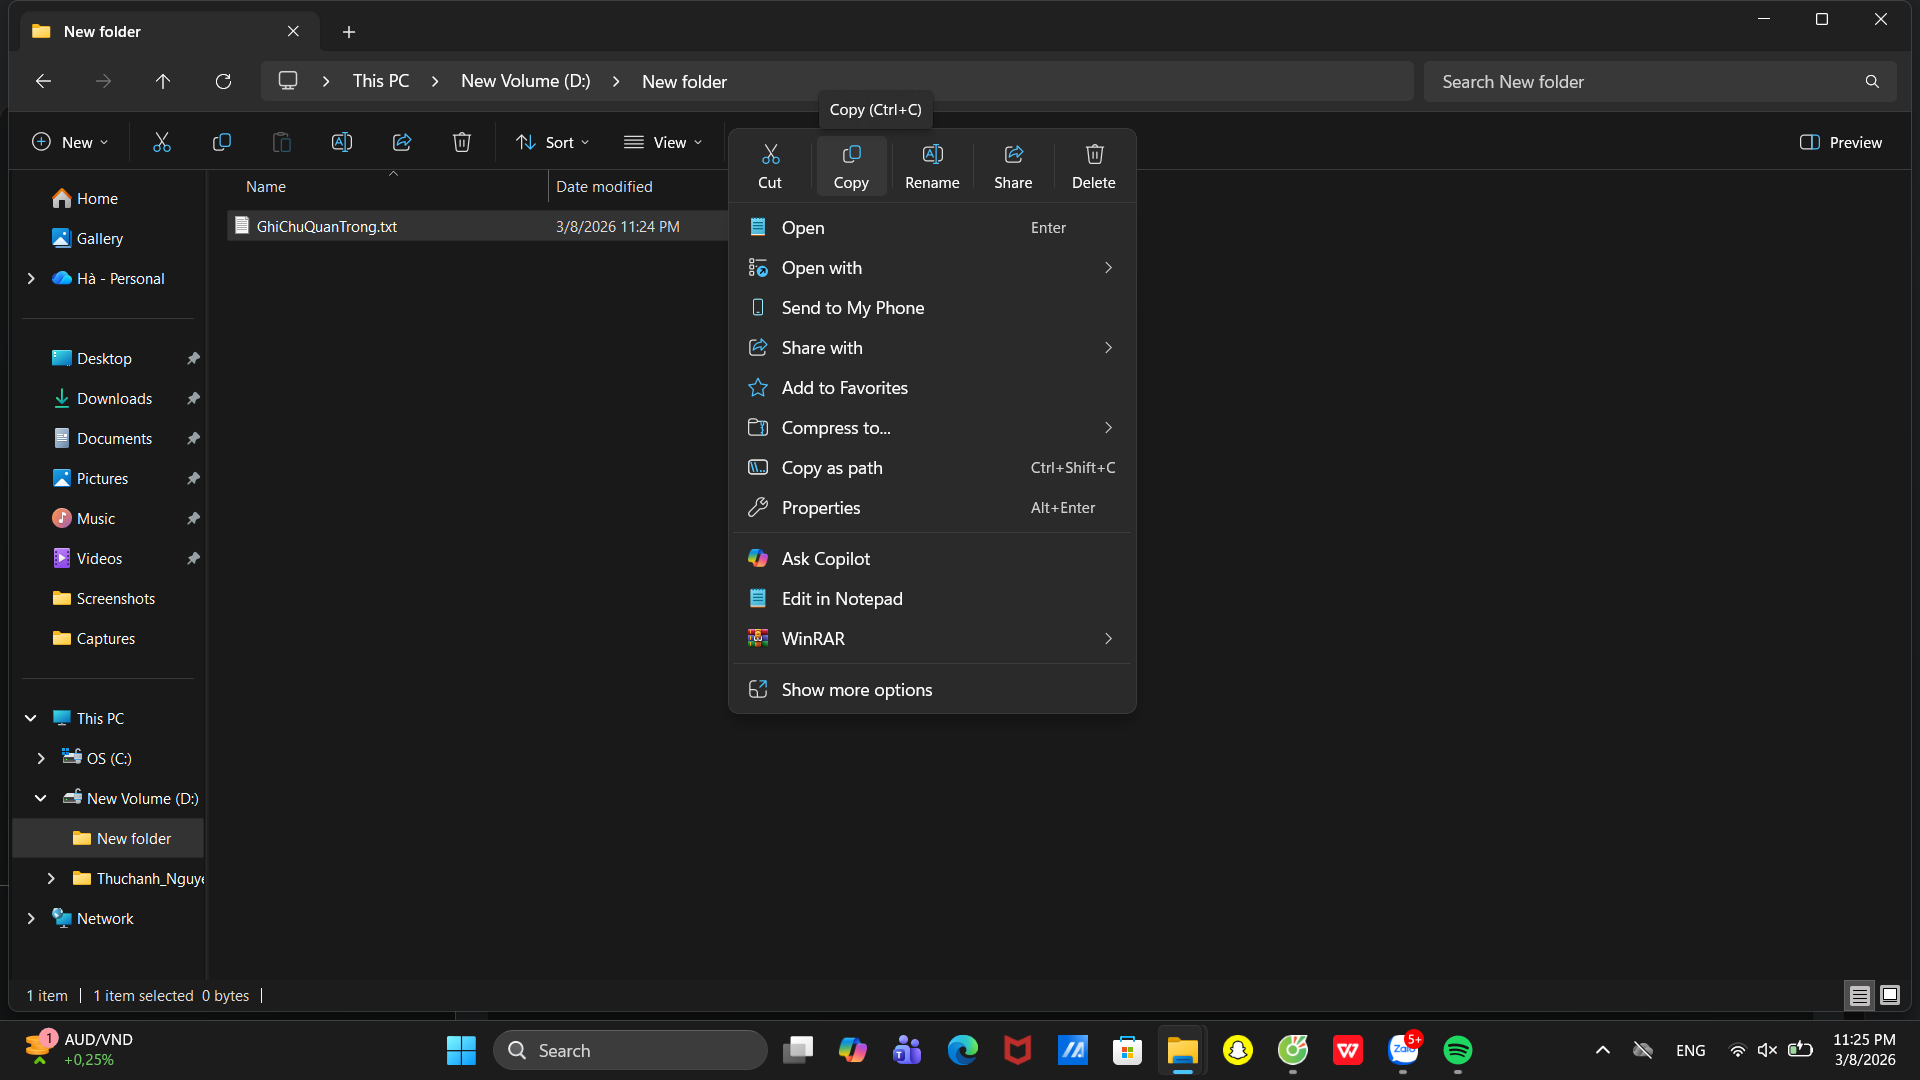 New folder
This PC
New Volume (D:)
New folder
Search New folder
Copy (Ctrl+C)
New
Sort
View
Preview
Cut
Copy
Rename
Share
Delete
Name
Date modified
GhiChuQuanTrong.txt
3/8/2026 11:24 PM
Open
Enter
Open with
Send to My Phone
Share with
Add to Favorites
Compress to...
Copy as path
Ctrl+Shift+C
Properties
Alt+Enter
Ask Copilot
Edit in Notepad
WinRAR
Show more options
Home
Gallery
Hà - Personal
Desktop
Downloads
Documents
Pictures
Music
Videos
Screenshots
Captures
This PC
OS (C:)
New Volume (D:)
New folder
Thuchanh_Nguye
Network
1 item
1 item selected 0 bytes
1
AUD/VND
+0,25%
Search
Zalo
5+
ENG
11:25 PM
3/8/2026